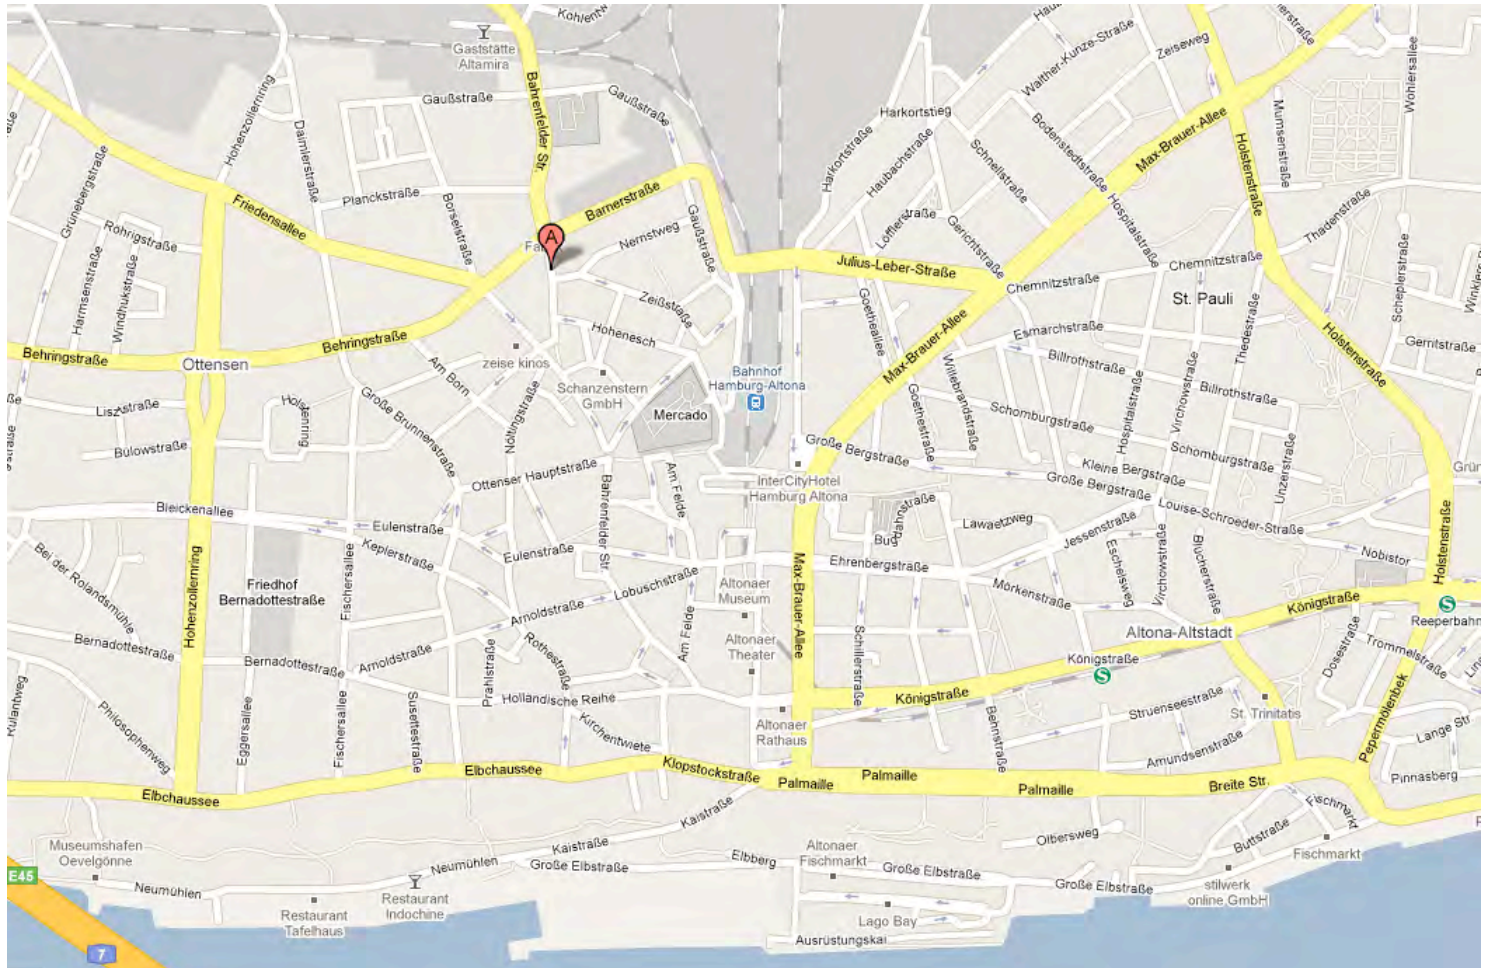 Kohlentw
Gaststätte
Altamira
Walther-Kunze-Straße
Zeiseweg
Wohlersallee
Hohenzollernring
Gaußstraße
Gaußstraße
Bahrenfelder Str.
Harkortstieg
Harkortstraße
Haubachstraße
Bodenstedtstraße
Schnellstraße
Max-Brauer-Allee
Mumsenstraße
Holstenstraße
Daimlerstraße
Grünebergstraße
Planckstraße
Borselstraße
Friedensallee
Barnerstraße
Röhrigstraße
A
Fa
Nernstweg
Gaußstraße
Löfflerstraße
Gerichtstraße
Hospitalstraße
Thadenstraße
Julius-Leber-Straße
Chemnitzstraße
Chemnitzstraße
St. Pauli
Harmsenstraße
Windhukstraße
Zeißstraße
Goetheallee
Scheplerstraße
Esmarchstraße
Thedestraße
Holstenstraße
Gerritstraße
Behringstraße
Behringstraße
Hohenesch
Max-Brauer-Allee
Ottensen
zeise kinos
Am Born
Schanzenstern
GmbH
Bahnhof
Hamburg-Altona
Willebrandstraße
Billrothstraße
Billrothstraße
Virchowstraße
Hospitalstraße
Lisztstraße
Holstenring
Große Brunnenstraße
Nöltingstraße
Mercado
Goethestraße
Schomburgstraße
Schomburgstraße
Bülowstraße
Große Bergstraße
Kleine Bergstraße
Große Bergstraße
Unzerstraße
Grün
Ottenser Hauptstraße
Am Felde
InterCityHotel
Hamburg Altona
Louise-Schroeder-Straße
Bleickenallee
Eulenstraße
Bahrenfelder Str.
Lawaetzweg
Jessenstraße
Holstenstraße
Bei der Rolandsmühle
Keplerstraße
Eulenstraße
Max-Brauer-Allee
Ehrenbergstraße
Eschelsweg
Virchowstraße
Blücherstraße
Nobistor
Hohenzollernring
Friedhof
Bernadottestraße
Fischersallee
Lobuschstraße
Altonaer
Museum
Mörkenstraße
Königstraße
Arnoldstraße
Reeperbahn
Bernadottestraße
Bernadottestraße
Arnoldstraße
Prahlstraße
Rothestraße
Am Felde
Altonaer
Theater
Schillerstraße
Altona-Altstadt
Königstraße
Dosestraße
Trommelstraße
Rulantweg
Philosophenweg
Eggersallee
Fischersallee
Susettestraße
Hollandische Reihe
Kirchentwiete
Altonaer
Rathaus
Königstraße
Behnstraße
Struenseestraße
St. Trinitatis
Pepermölenbek
Lange Str
Amundsenstraße
Pinnasberg
Elbchaussee
Elbchaussee
Klopstockstraße
Palmaille
Palmaille
Palmaille
Breite Str.
Fischmarkt
Kaistraße
Kaistraße
Museumshafen
Oevelgönne
Altonaer
Fischmarkt
Olbersweg
Buttstraße
Fischmarkt
E45
Neumühlen
Neumühlen
Große Elbstraße
Elbberg
Große Elbstraße
Große Elbstraße
stilwerk
online GmbH
Restaurant
Tafelhaus
Restaurant
Indochine
Lago Bay
Ausrüstungskai
7